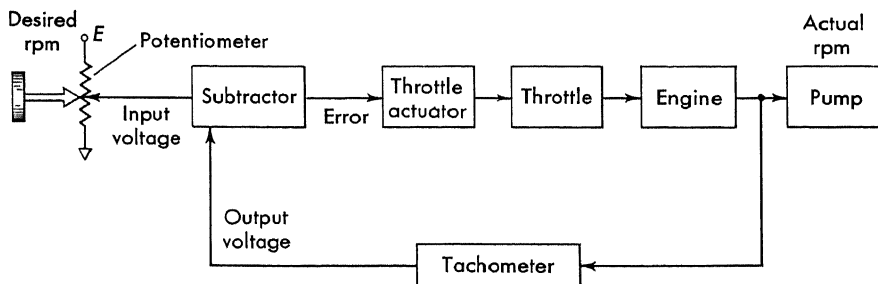 Desired
rpm
E
Potentiometer
Input
voltage
Subtractor
Error
Throttle
actuator
Throttle
Engine
Actual
rpm
Pump
Output
voltage
Tachometer